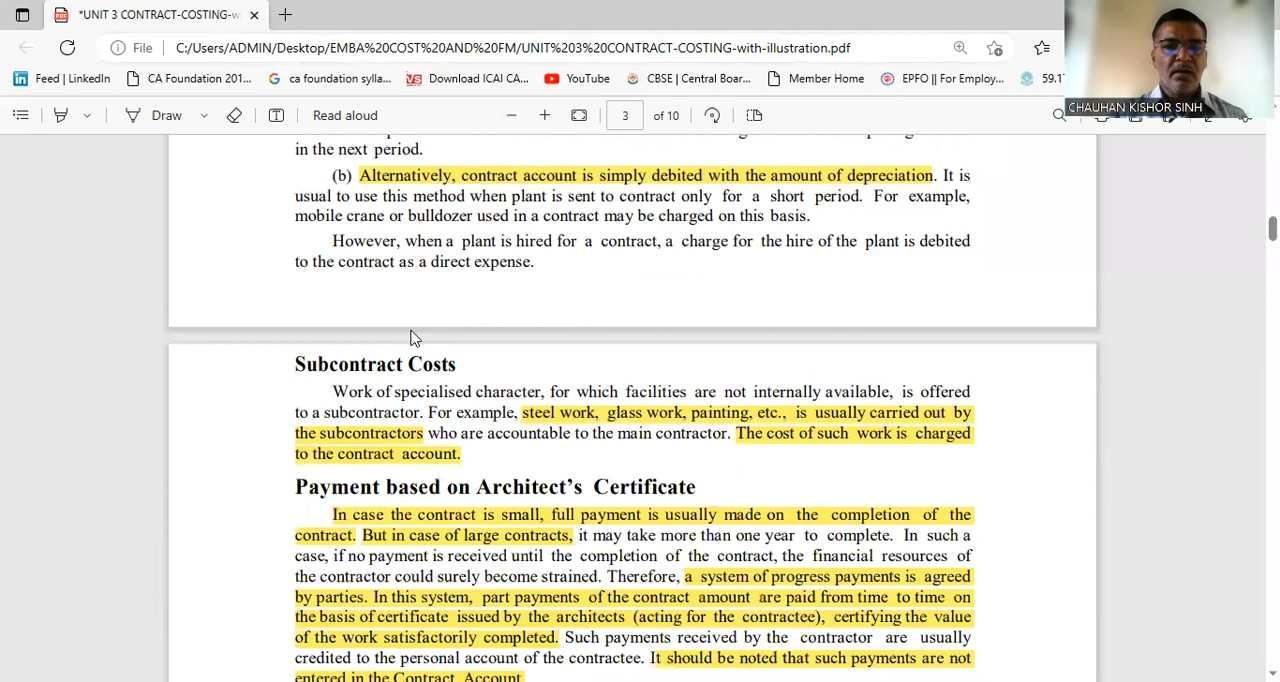 *UNIT 3 CONTRACT-COSTING-w
File C:/Users/ADMIN/Desktop/EMBA%20COST%20AND%20FM/UNIT%203%20CONTRACT-COSTING-with-illustration.pdf
Feed | LinkedIn CA Foundation 201... ca foundation sylla... Download ICAI CA... YouTube CBSE | Central Boar... Member Home EPFO || For Employ... 59.1
CHAUHAN KISHOR SINH
Draw Read aloud 3 of 10
in the next period.
(b) Alternatively, contract account is simply debited with the amount of depreciation. It is
usual to use this method when plant is sent to contract only for a short period. For example,
mobile crane or bulldozer used in a contract may be charged on this basis.
However, when a plant is hired for a contract, a charge for the hire of the plant is debited
to the contract as a direct expense.
Subcontract Costs
Work of specialised character, for which facilities are not internally available, is offered
to a subcontractor. For example, steel work, glass work, painting, etc., is usually carried out by
the subcontractors who are accountable to the main contractor. The cost of such work is charged
to the contract account.
Payment based on Architect's Certificate
In case the contract is small, full payment is usually made on the completion of the
contract. But in case of large contracts, it may take more than one year to complete. In such a
case, if no payment is received until the completion of the contract, the financial resources of
the contractor could surely become strained. Therefore, a system of progress payments is agreed
by parties. In this system, part payments of the contract amount are paid from time to time on
the basis of certificate issued by the architects (acting for the contractee), certifying the value
of the work satisfactorily completed. Such payments received by the contractor are usually
credited to the personal account of the contractee. It should be noted that such payments are not
entered in the Contract Account